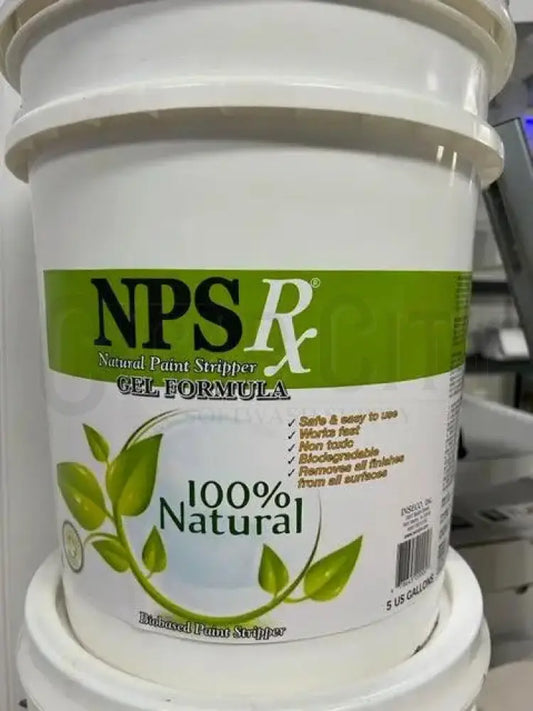 NPS Rx®
Natural Paint Stripper
GEL FORMULA
✓ Safe & easy to use
✓ Works fast
✓ Non toxic
✓ Biodegradable
✓ Removes all finishes
from all surfaces
100%
Natural
5 US GALLONS
Biobased Paint Stripper